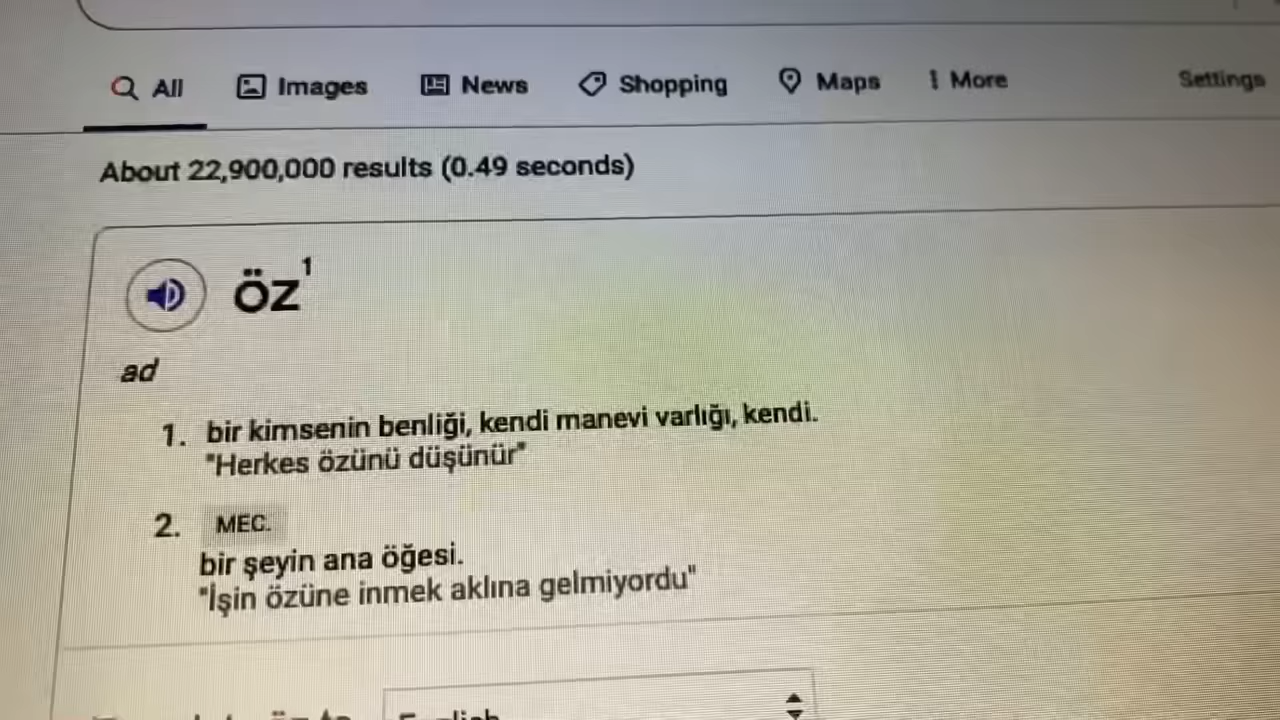 All Images News Shopping Maps More Settings
About 22,900,000 results (0.49 seconds)
öz¹
ad
1. bir kimsenin benliği, kendi manevi varlığı, kendi.
"Herkes özünü düşünür"
2. MEC.
bir şeyin ana öğesi.
"İşin özüne inmek aklına gelmiyordu"